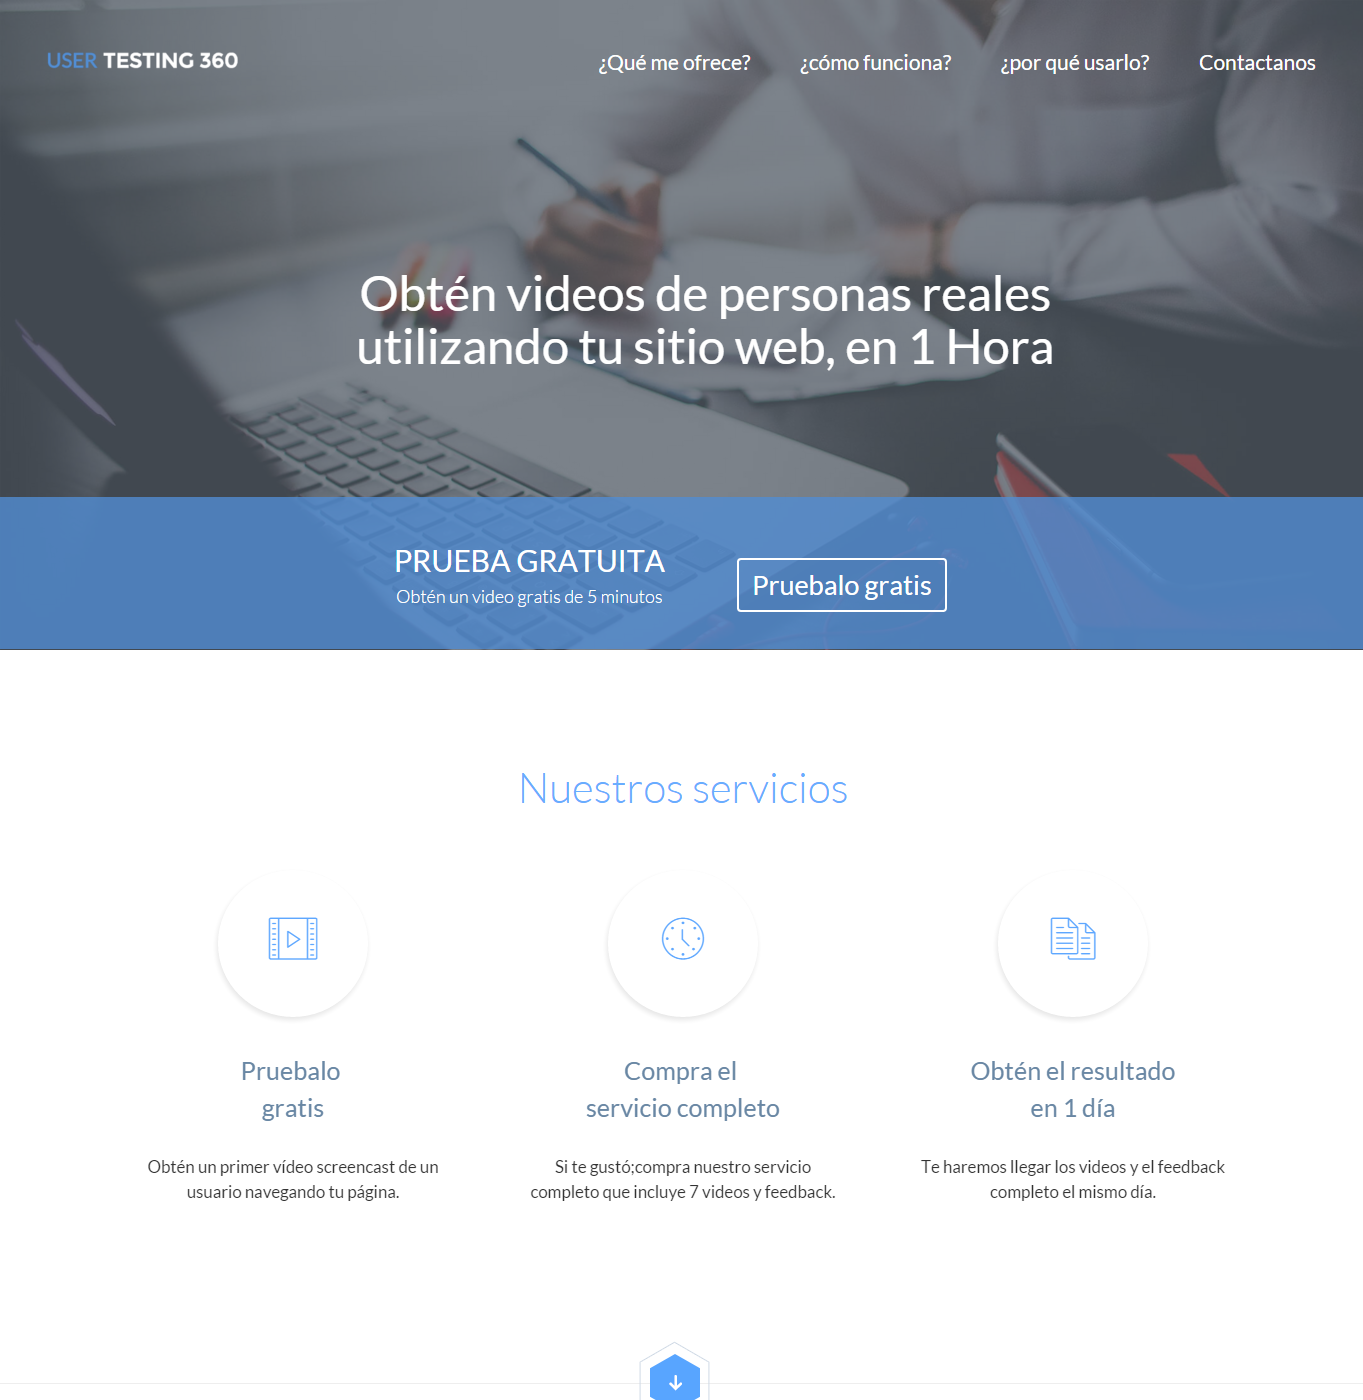 USER TESTING 360
¿Qué me ofrece?
¿cómo funciona?
¿por qué usarlo?
Contactanos
Obtén videos de personas reales
utilizando tu sitio web, en 1 Hora
PRUEBA GRATUITA
Obtén un video gratis de 5 minutos
Pruebalo gratis
Nuestros servicios
Pruebalo
gratis
Obtén un primer vídeo screencast de un
usuario navegando tu página.
Compra el
servicio completo
Si te gustó;compra nuestro servicio
completo que incluye 7 videos y feedback.
Obtén el resultado
en 1 día
Te haremos llegar los videos y el feedback
completo el mismo día.